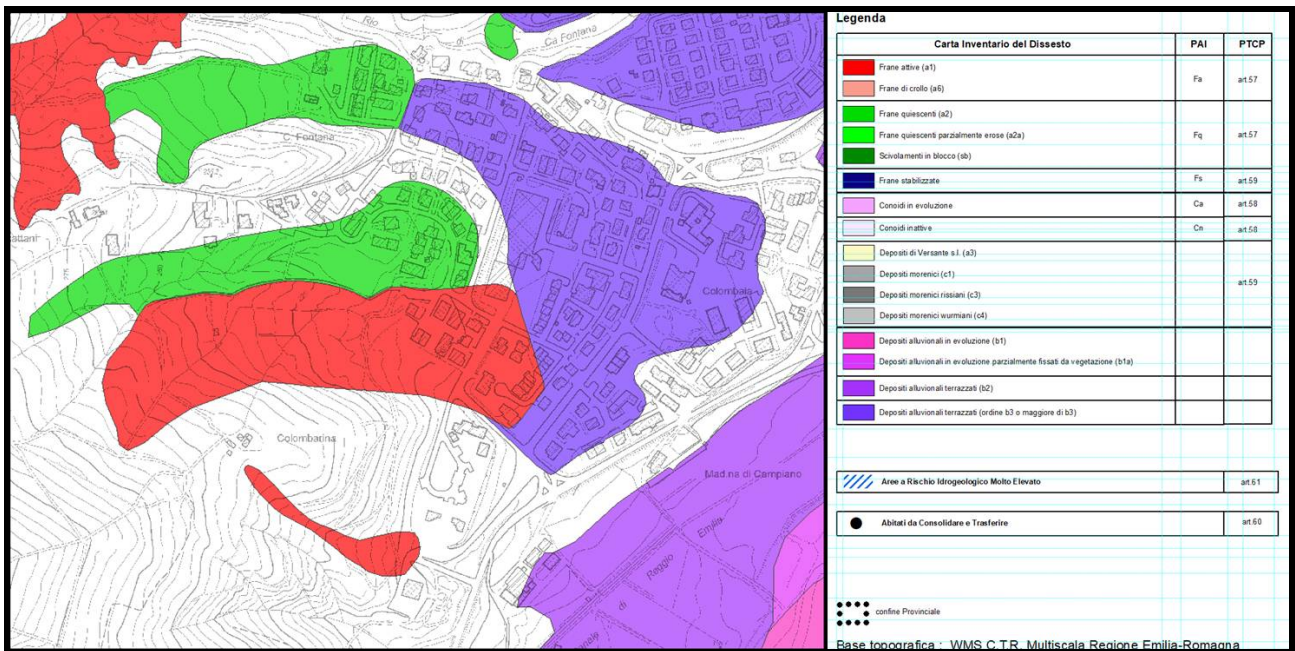 Rio
di
Ca Fontana
C. Fontana
Colombaia
Colombarina
Mad.na di Campiano
Emilia
Reggio
di
Legenda
Carta Inventario del Dissesto PAI PTCP
Frane attive (a1)
Fa art.57
Frane di crollo (a6)
Frane quiescenti (a2)
Frane quiescenti parzialmente erose (a2a) Fq art.57
Scivolamenti in blocco (sb)
Frane stabilizzate Fs art.59
Conoidi in evoluzione Ca art.58
Conoidi inattive Cn art.58
Depositi di Versante s.l. (a3)
Depositi morenici (c1)
art.59
Depositi morenici rissiani (c3)
Depositi morenici wurmiani (c4)
Depositi alluvionali in evoluzione (b1)
Depositi alluvionali in evoluzione parzialmente fissati da vegetazione (b1a)
Depositi alluvionali terrazzati (b2)
Depositi alluvionali terrazzati (ordine b3 o maggiore di b3)
Aree a Rischio Idrogeologico Molto Elevato art.61
Abitati da Consolidare e Trasferire art.60
confine Provinciale
Base topografica : WMS C.T.R. Multiscala Regione Emilia-Romagna